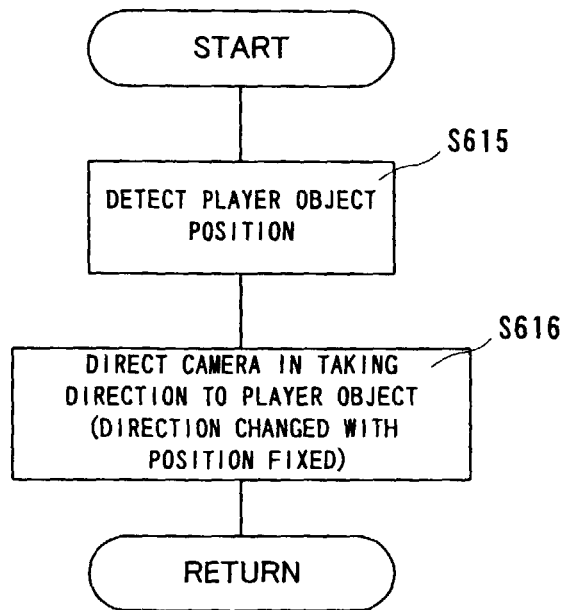 START
S615
DETECT PLAYER OBJECT
POSITION
S616
DIRECT CAMERA IN TAKING
DIRECTION TO PLAYER OBJECT
(DIRECTION CHANGED WITH
POSITION FIXED)
RETURN